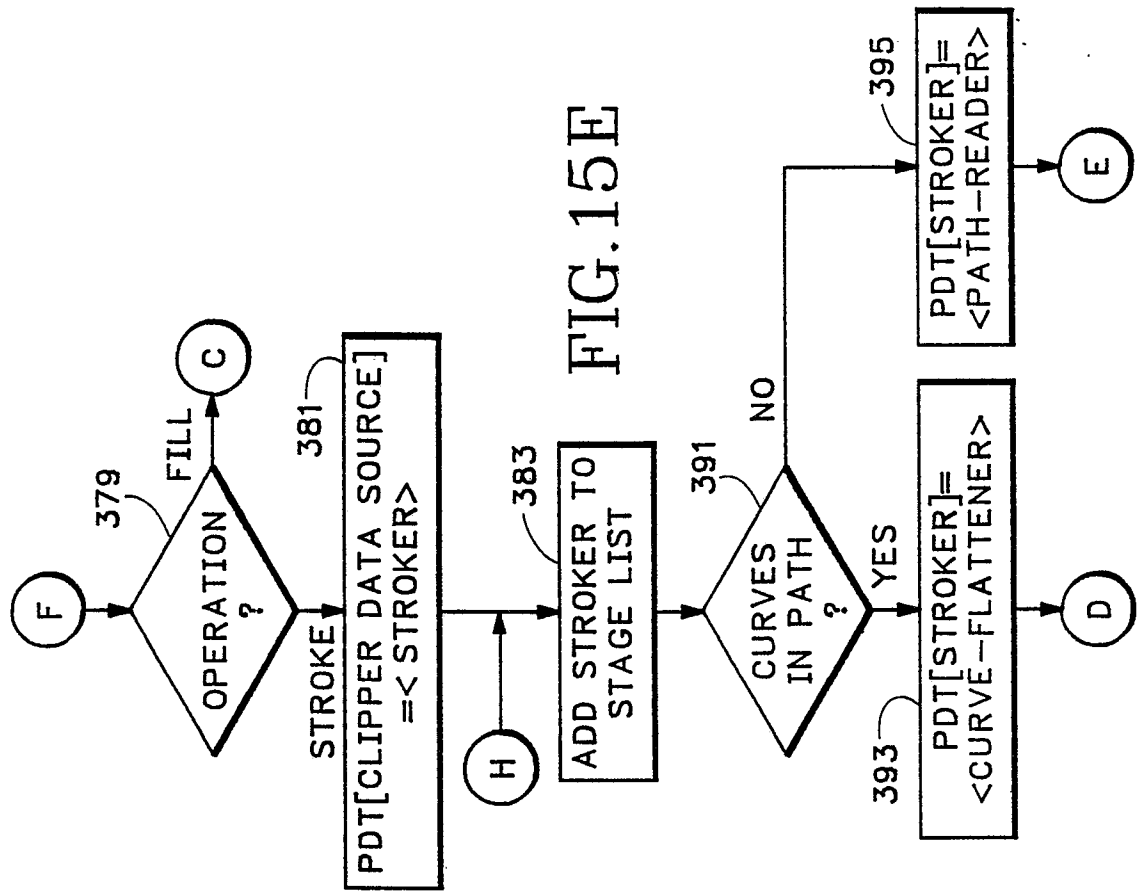 F
379
OPERATION
?
FILL
C
STROKE
381
PDT[CLIPPER DATA SOURCE]
=<STROKER>
H
383
ADD STROKER TO
STAGE LIST
391
CURVES
IN PATH
?
NO
YES
393
PDT[STROKER]=
<CURVE-FLATTENER>
D
395
PDT[STROKER]=
<PATH-READER>
E
FIG.15E